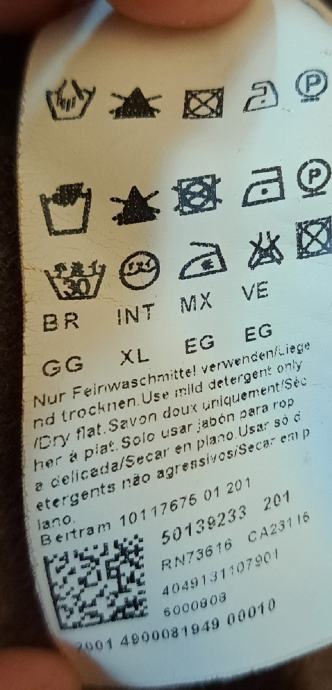 P
P
30
BR INT MX VE
GG XL EG EG
Nur Feinwaschmittel verwenden/Liege
nd trocknen.Use mild detergent only
/Dry flat.Savon doux uniquement/Séc
her à plat.Solo usar jabón para rop
a delicada/Secar en plano.Usar só d
etergents não agressivos/Secar em p
lano.
Bertram 10117675 01 201
50139233 201
RN73616 CA23116
4049131107901
6000808
4900081949 00010